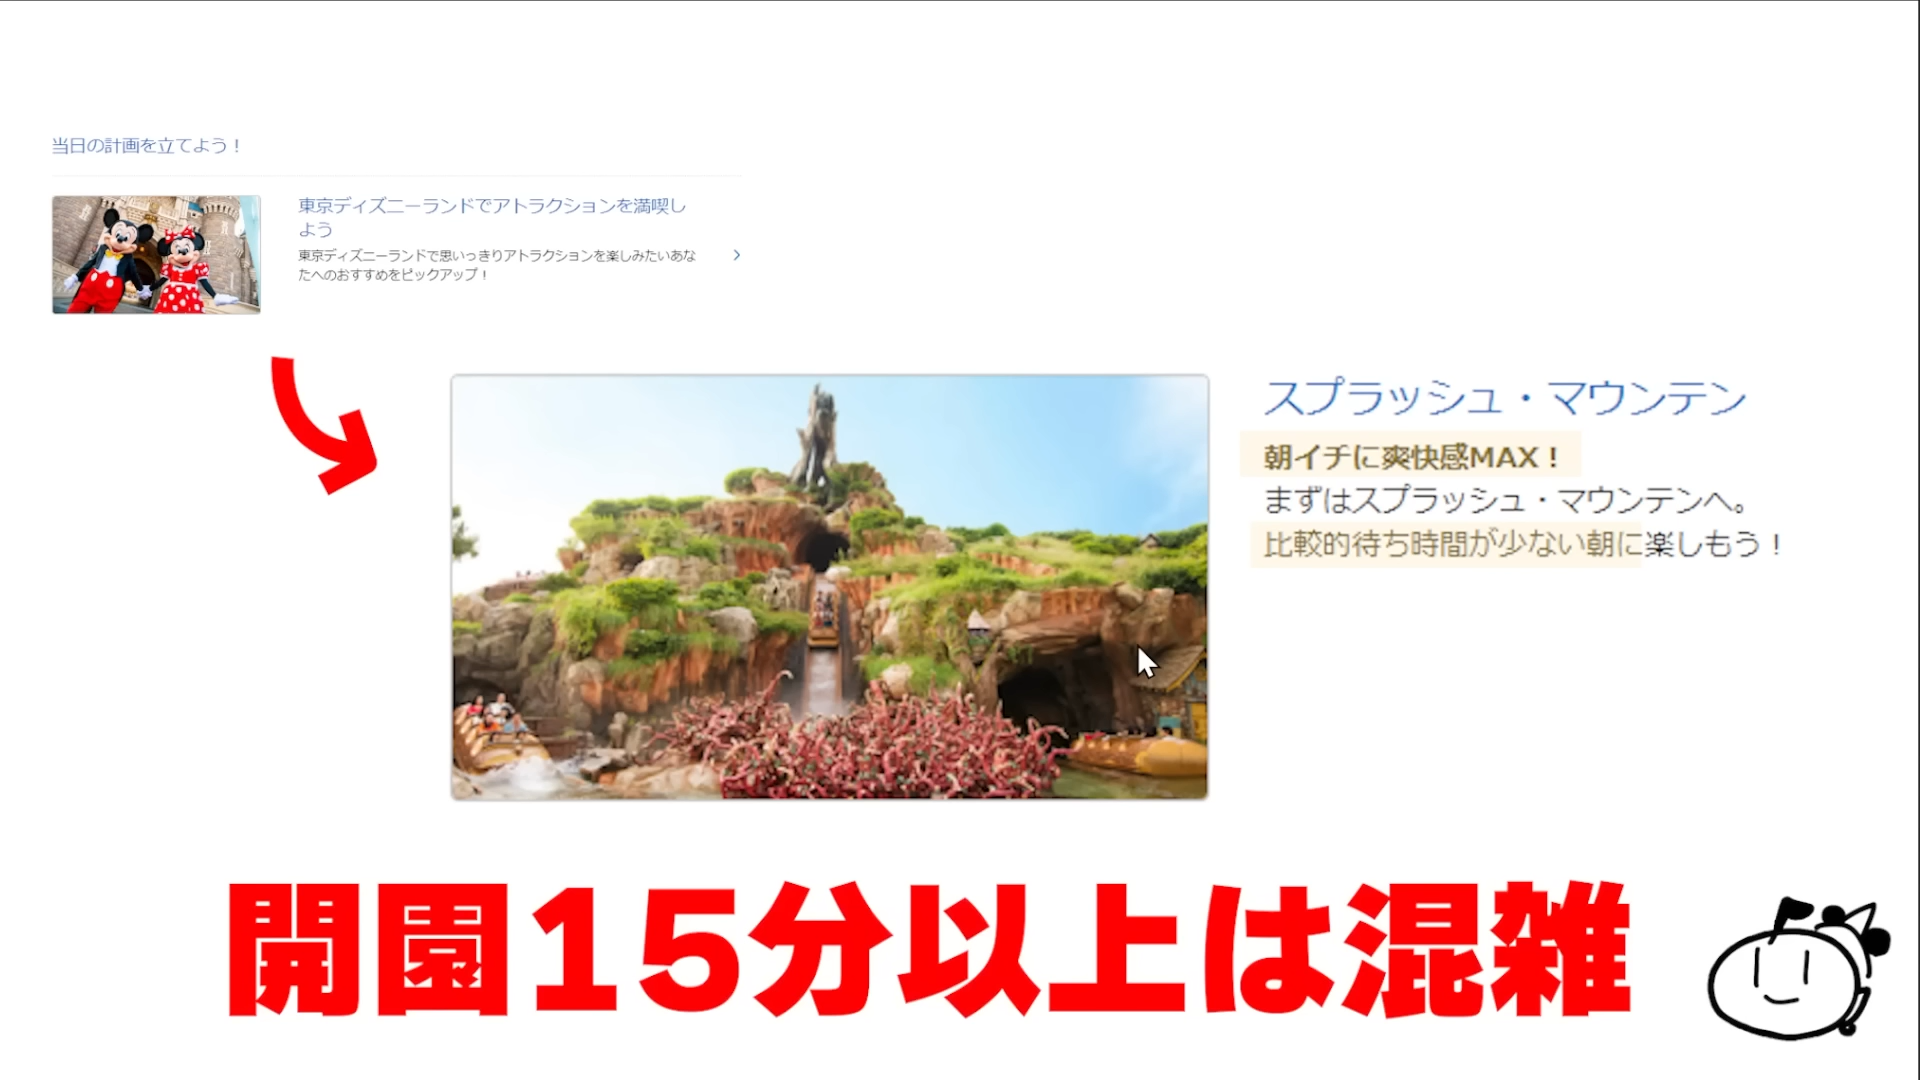 当日の計画を立てよう！
東京ディズニーランドでアトラクションを満喫し
よう
東京ディズニーランドで思いっきりアトラクションを楽しみたいあな
たへのおすすめをピックアップ！
スプラッシュ・マウンテン
朝イチに爽快感MAX！
まずはスプラッシュ・マウンテンへ。
比較的待ち時間が少ない朝に楽しもう！
開園15分以上は混雑